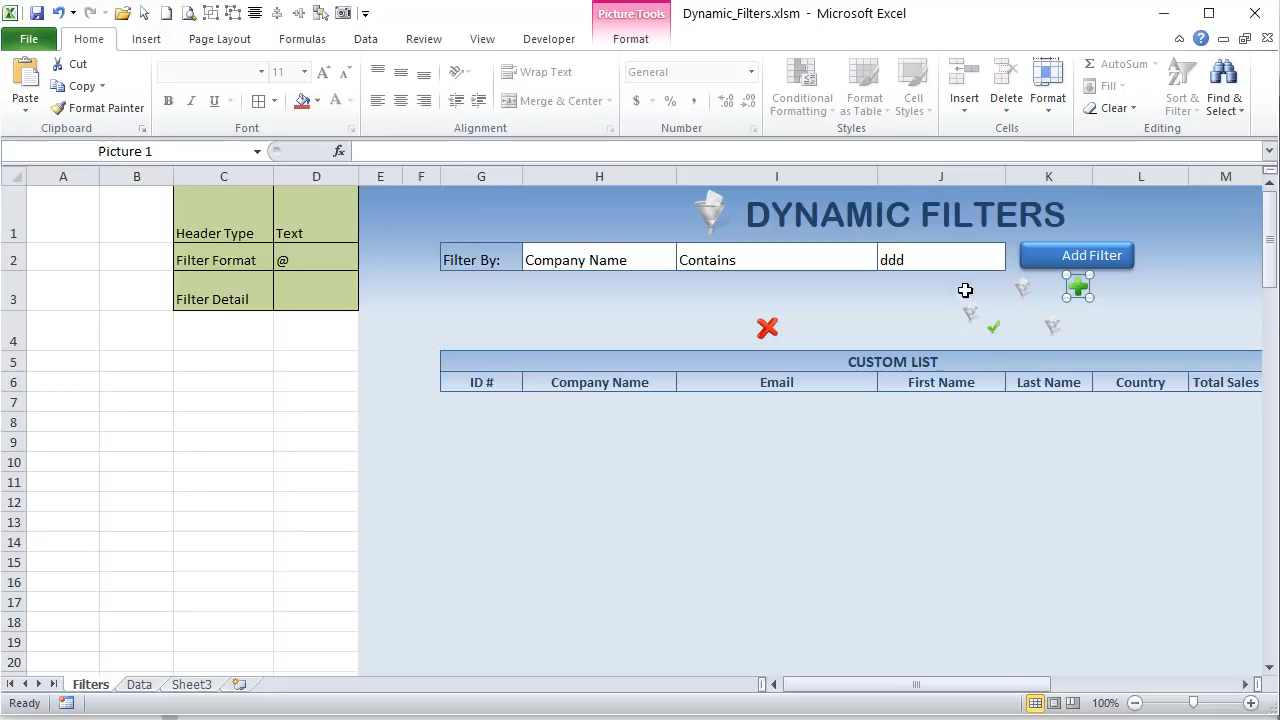 Picture Tools
Dynamic_Filters.xlsm - Microsoft Excel
File Home Insert Page Layout Formulas Data Review View Developer Format
Paste
Cut
Copy
Format Painter
Clipboard
11
B I U
A
Font
Wrap Text
Merge & Center
Alignment
General
$ % ,
Number
Conditional Formatting
Format as Table
Cell Styles
Styles
Insert
Delete
Format
Cells
Σ AutoSum
Fill
Clear
Sort & Filter
Find & Select
Editing
Picture 1
fx
A B C D E F G H I J K L M
1
DYNAMIC FILTERS
Header Type Text
2 Filter Format @ Filter By: Company Name Contains ddd Add Filter
3 Filter Detail
4
5 CUSTOM LIST
6 ID # Company Name Email First Name Last Name Country Total Sales
7
8
9
10
11
12
13
14
15
16
17
18
19
20
Filters Data Sheet3
Ready
100%